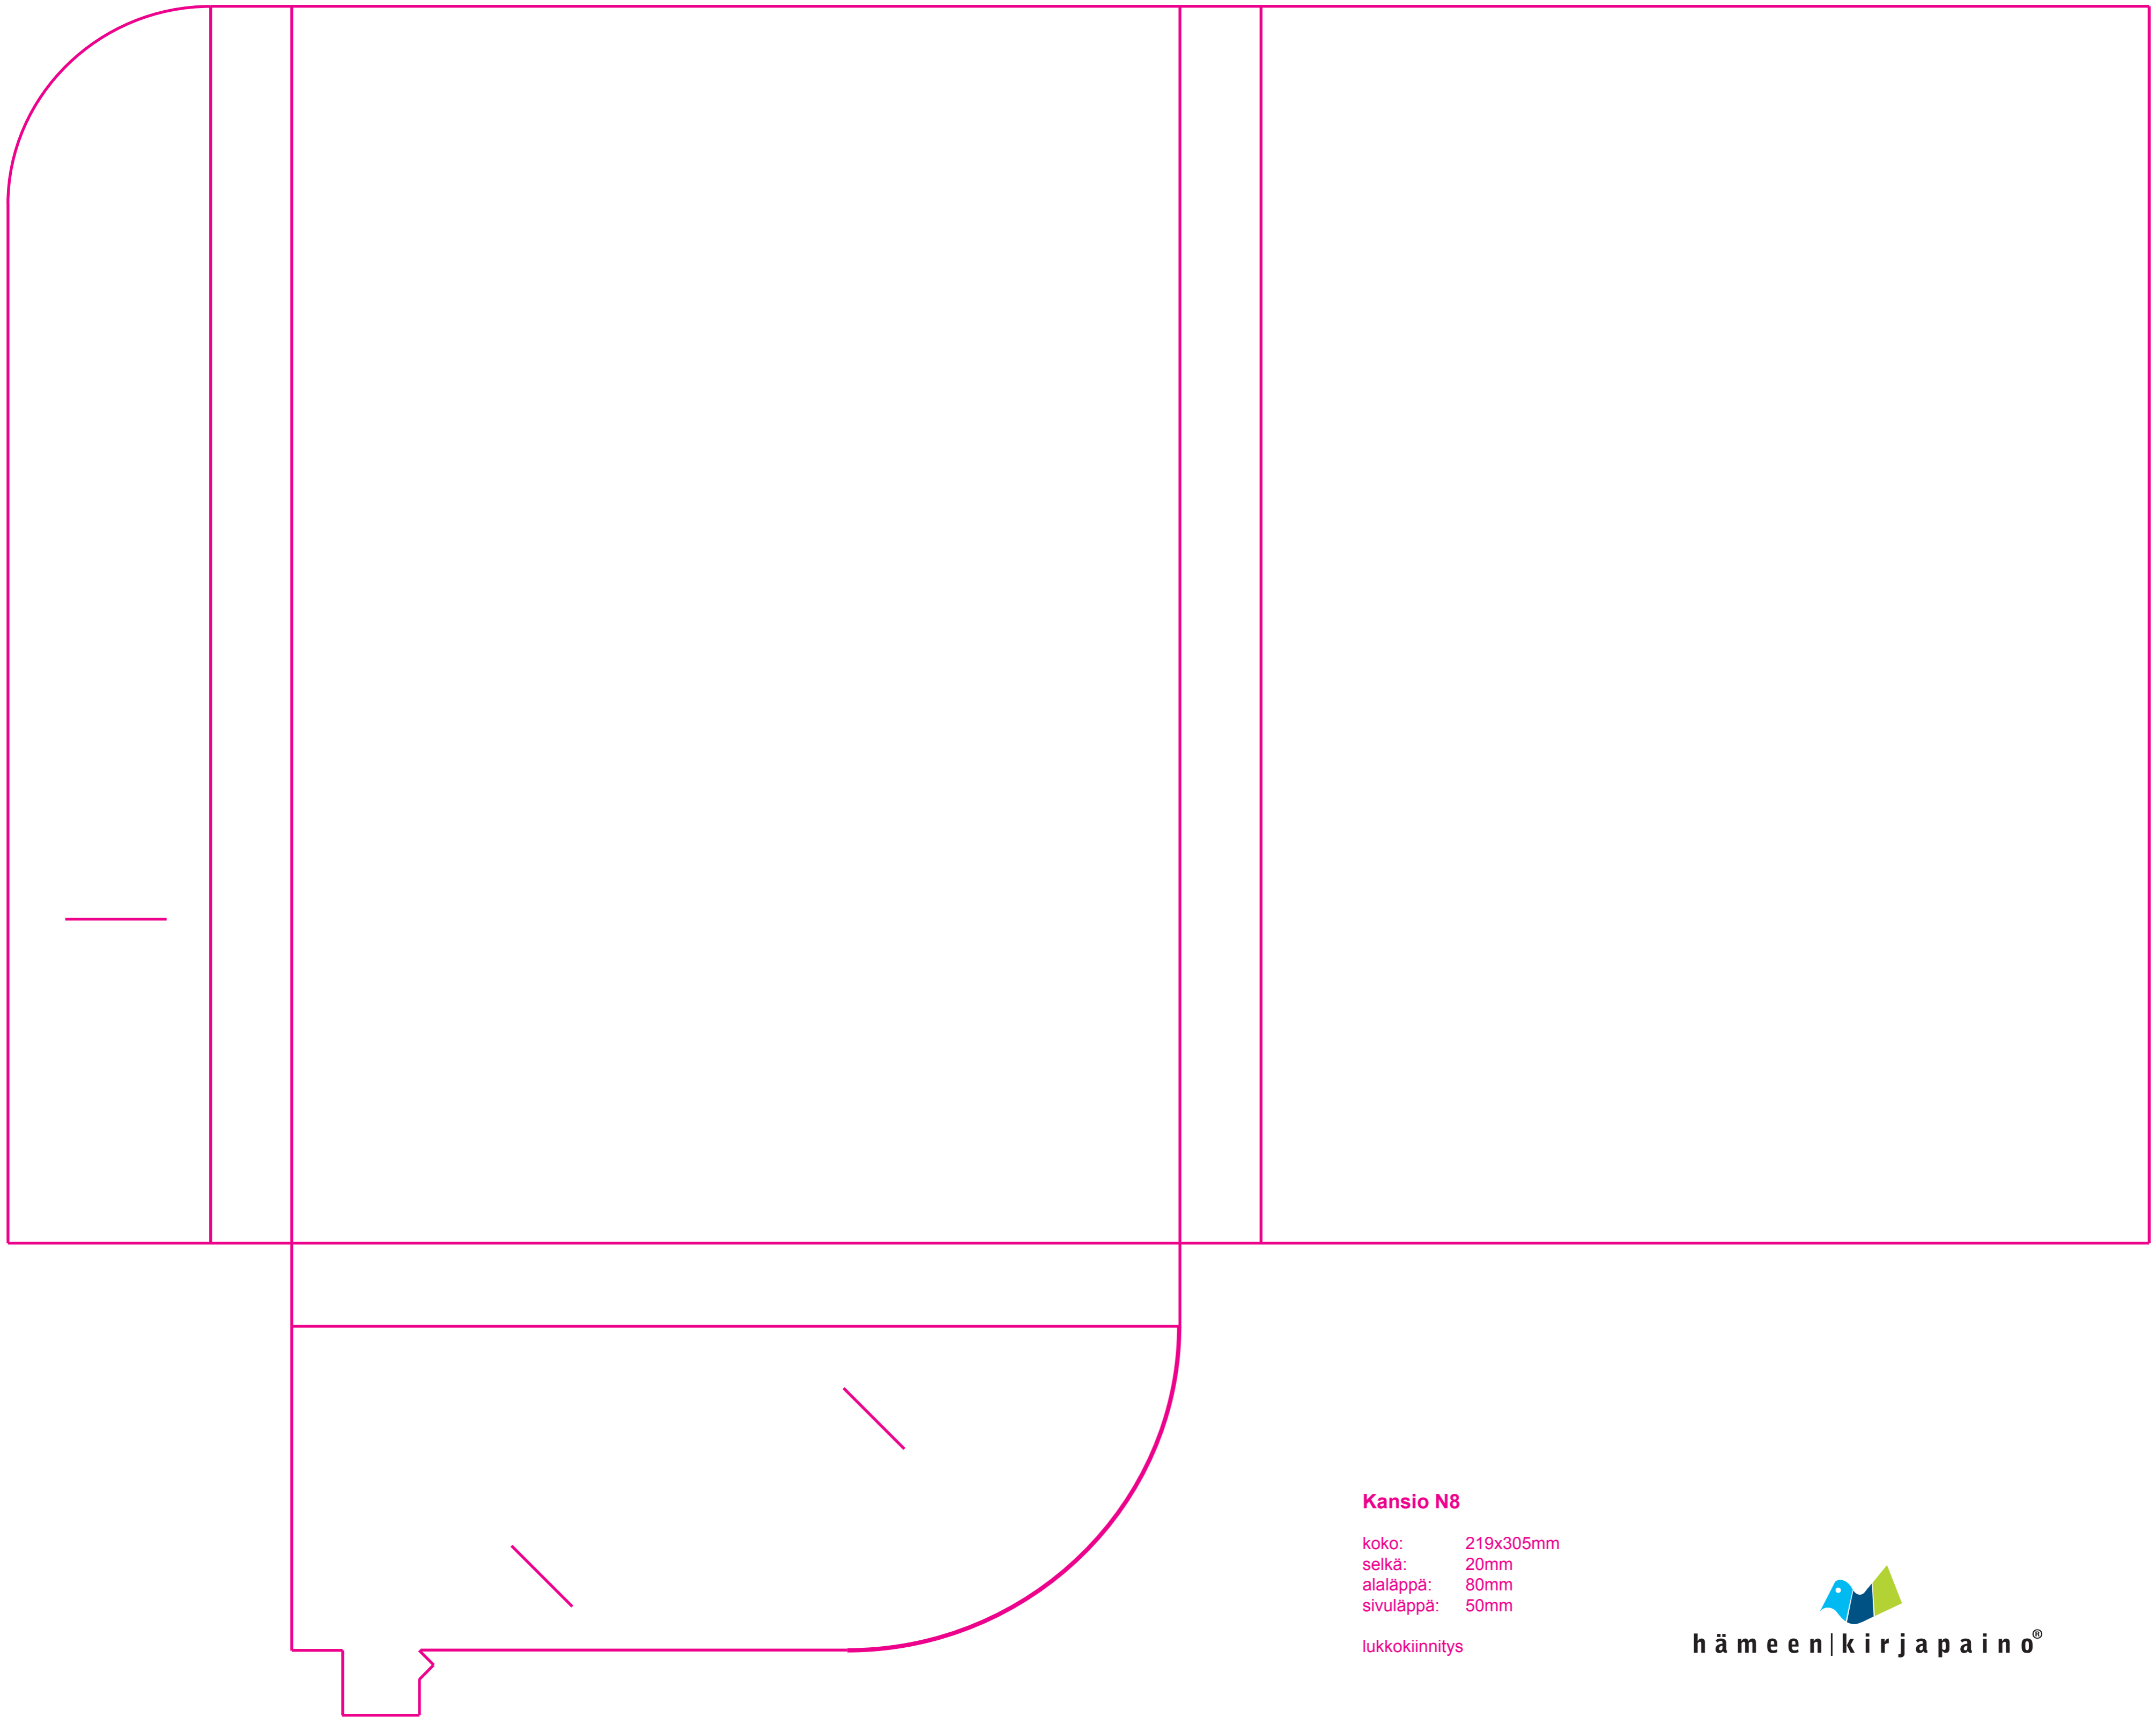 Kansio N8
koko: 219x305mm
selkä: 20mm
alaläppä: 80mm
sivuläppä: 50mm
lukkokiinnitys
hämeen|kirjapaino®